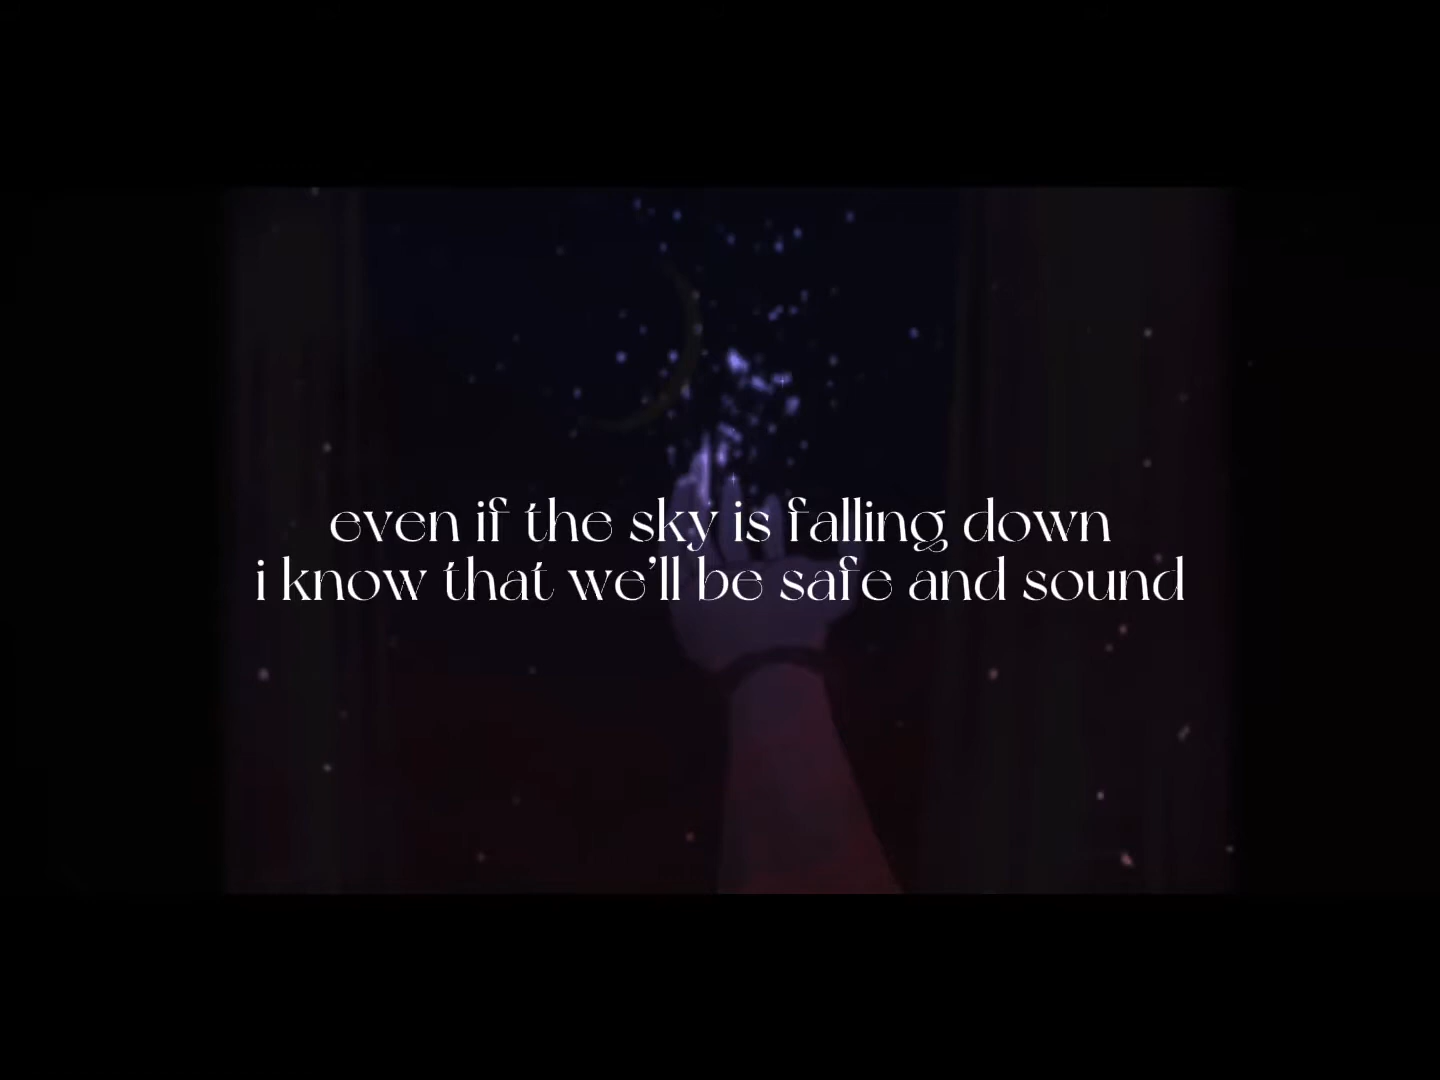 even if the sky is falling down
i know that we'll be safe and sound